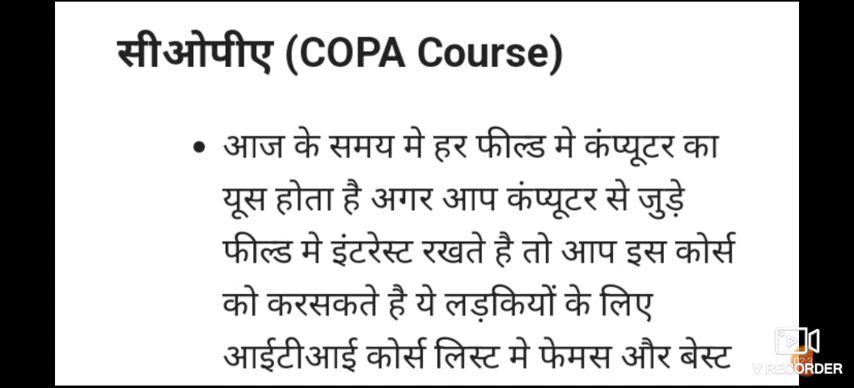 सीओपीए (COPA Course)
• आज के समय मे हर फील्ड मे कंप्यूटर का
यूस होता है अगर आप कंप्यूटर से जुड़े
फील्ड मे इंटरेस्ट रखते है तो आप इस कोर्स
को करसकते है ये लड़कियों के लिए
आईटीआई कोर्स लिस्ट मे फेमस और बेस्ट
V RECORDER